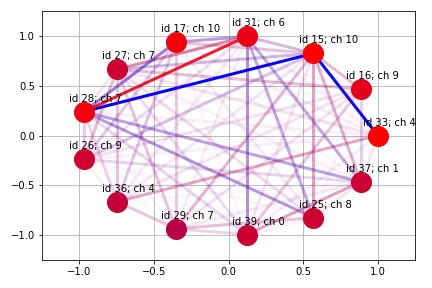 id 31; ch 6
id 17; ch 10
id 15; ch 10
id 27; ch 7
id 16; ch 9
id 28; ch 7
id 33; ch 4
id 26; ch 9
id 37; ch 1
id 36; ch 4
id 25; ch 8
id 29; ch 7
id 39; ch 0
1.0
0.5
0.0
−0.5
−1.0
−1.0
−0.5
0.0
0.5
1.0